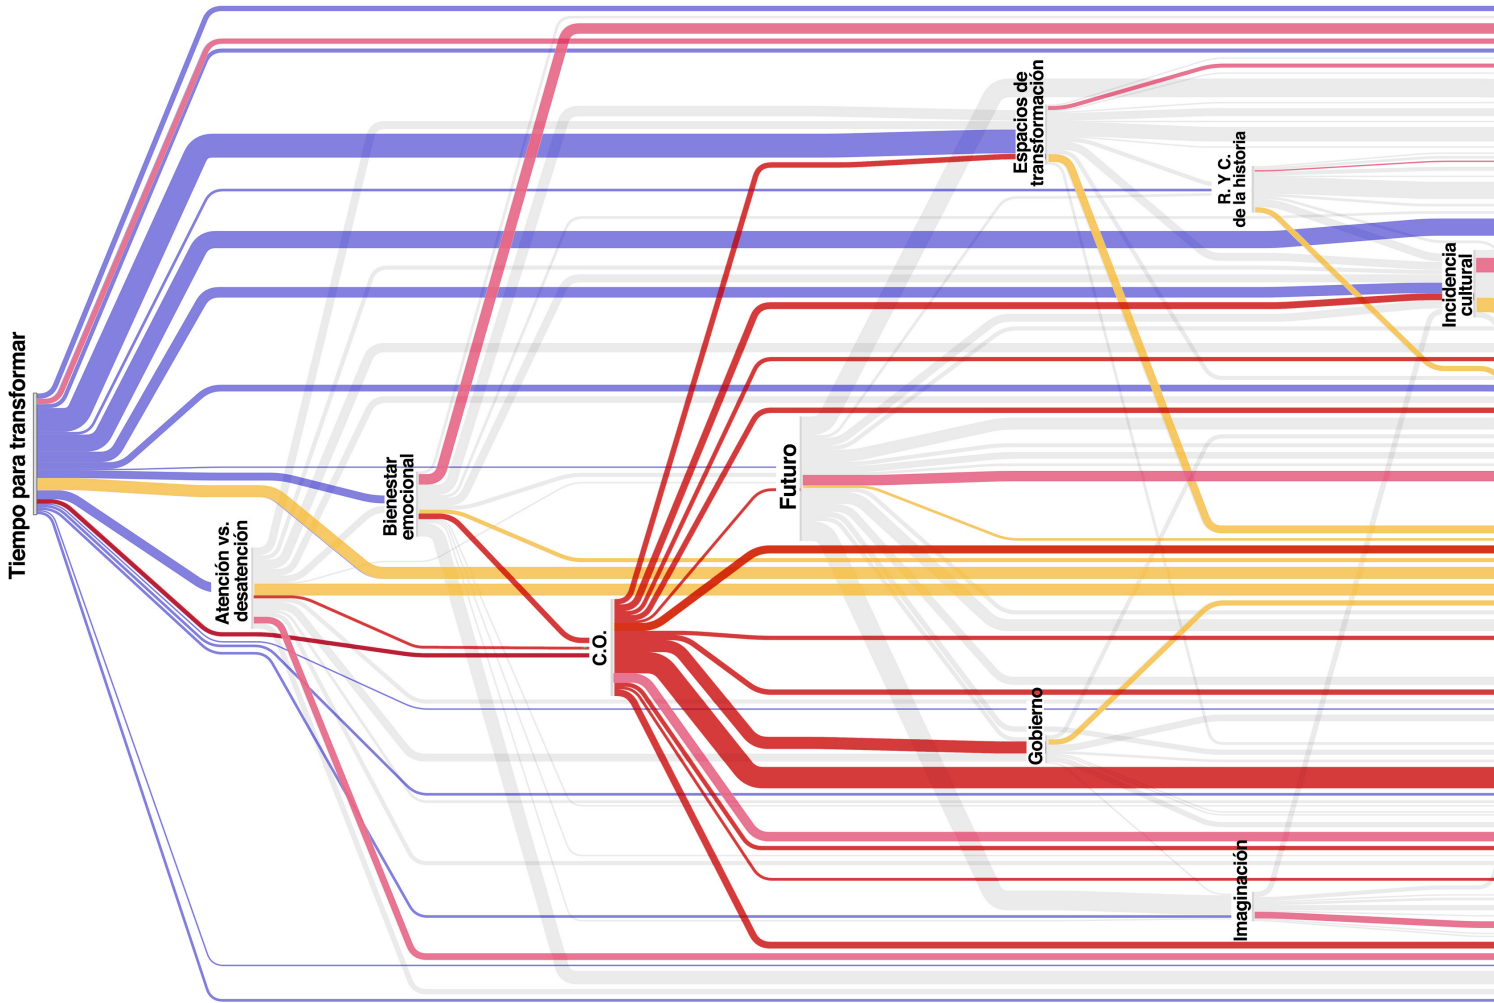 Tiempo para transformar
Atención vs.
desatención
Bienestar
emocional
C.O.
Futuro
Espacios de
transformación
Gobierno
R. Y C.
de la historia
Imaginación
Incidencia
cultural